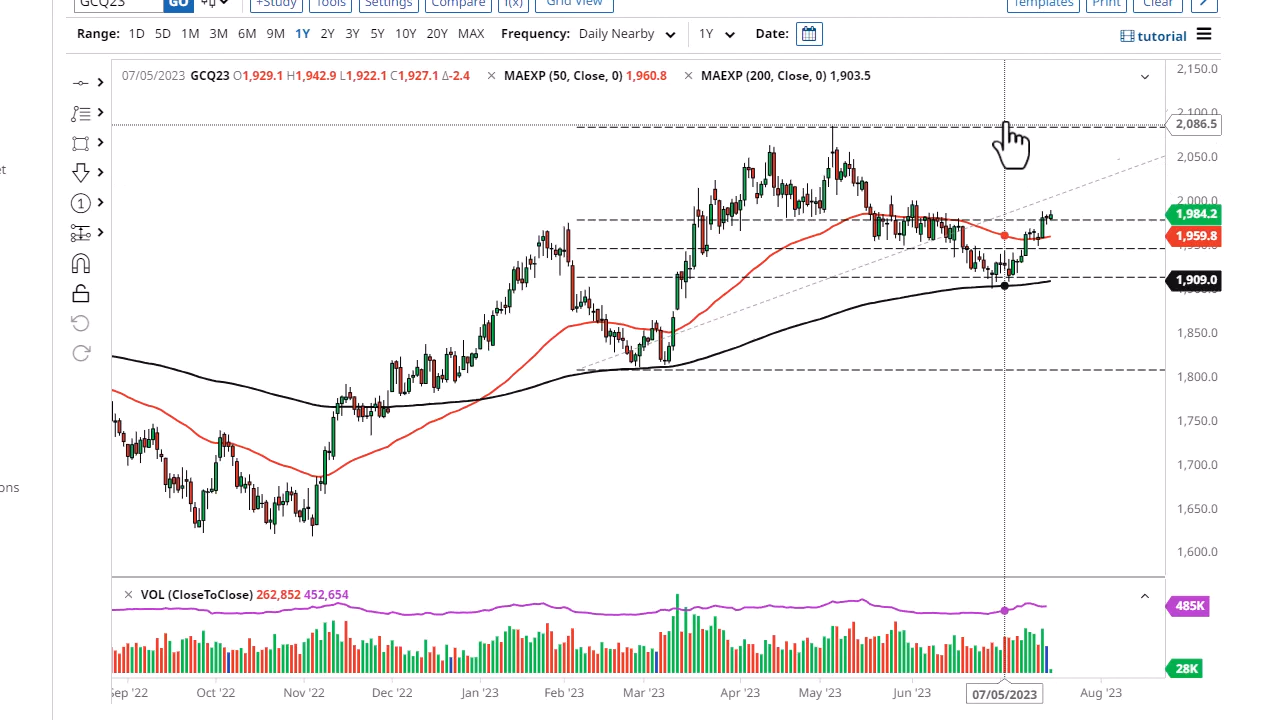 GCQ23 GO +Study Tools Settings Compare f(x) Grid View Templates Print Clear
Range: 1D 5D 1M 3M 6M 9M 1Y 2Y 3Y 5Y 10Y 20Y MAX Frequency: Daily Nearby 1Y Date: tutorial
07/05/2023 GCQ23 O1,929.1 H1,942.9 L1,922.1 C1,927.1 Δ-2.4 × MAEXP (50, Close, 0) 1,960.8 × MAEXP (200, Close, 0) 1,903.5
2,150.0
2,100.0
2,086.5
2,050.0
2,000.0
1,984.2
1,959.8
1,909.0
1,850.0
1,800.0
1,750.0
1,700.0
1,650.0
1,600.0
1
et
ons
× VOL (CloseToClose) 262,852 452,654
485K
28K
Sep '22 Oct '22 Nov '22 Dec '22 Jan '23 Feb '23 Mar '23 Apr '23 May '23 Jun '23 07/05/2023 Aug '23